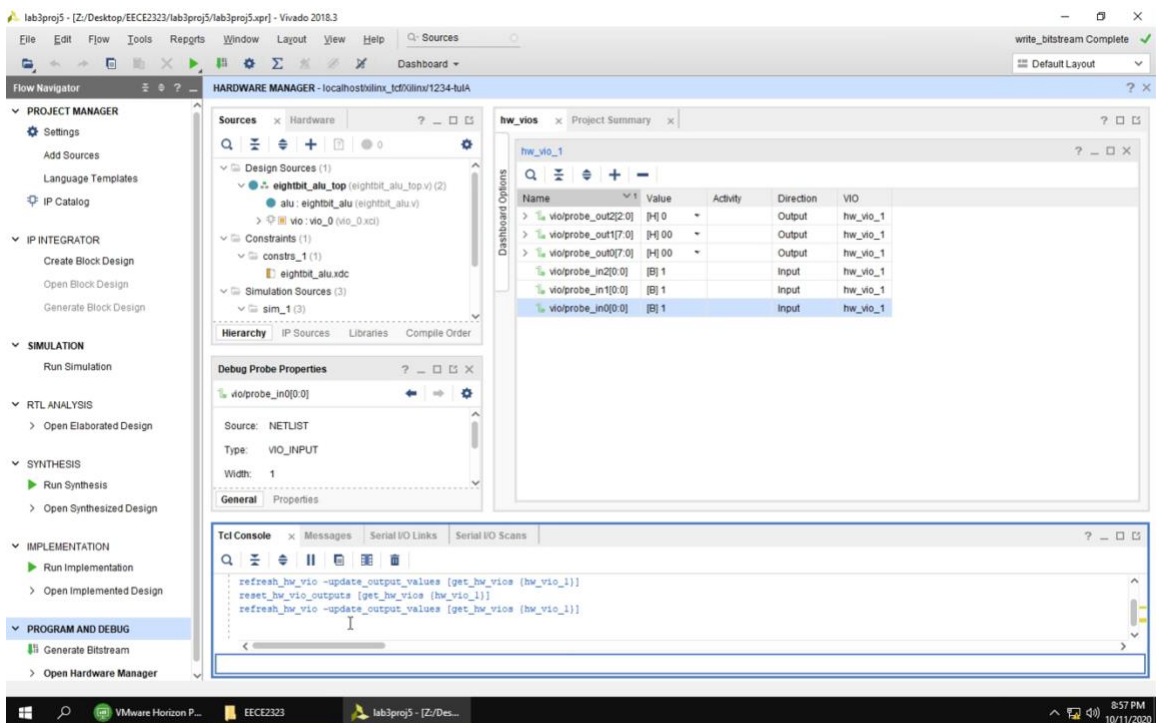 lab3proj5 - [Z:/Desktop/EECE2323/lab3proj5/lab3proj5.xpr] - Vivado 2018.3
File Edit Flow Tools Reports Window Layout View Help Q- Sources
write_bitstream Complete
Dashboard
Default Layout
Flow Navigator
PROJECT MANAGER
Settings
Add Sources
Language Templates
IP Catalog
IP INTEGRATOR
Create Block Design
Open Block Design
Generate Block Design
SIMULATION
Run Simulation
RTL ANALYSIS
Open Elaborated Design
SYNTHESIS
Run Synthesis
Open Synthesized Design
IMPLEMENTATION
Run Implementation
Open Implemented Design
PROGRAM AND DEBUG
Generate Bitstream
Open Hardware Manager
HARDWARE MANAGER - localhost/xilinx_tcf/Xilinx/1234-tulA
Sources Hardware
0
Design Sources (1)
eightbit_alu_top (eightbit_alu_top.v) (2)
alu : eightbit_alu (eightbit_alu.v)
vio : vio_0 (vio_0.xci)
Constraints (1)
constrs_1 (1)
eightbit_alu.xdc
Simulation Sources (3)
sim_1 (3)
Hierarchy IP Sources Libraries Compile Order
Debug Probe Properties
vio/probe_in0[0:0]
Source: NETLIST
Type: VIO_INPUT
Width: 1
General Properties
hw_vios Project Summary
Dashboard Options
hw_vio_1
Name 1 Value Activity Direction VIO
vio/probe_out2[2:0] [H] 0 Output hw_vio_1
vio/probe_out1[7:0] [H] 00 Output hw_vio_1
vio/probe_out0[7:0] [H] 00 Output hw_vio_1
vio/probe_in2[0:0] [B] 1 Input hw_vio_1
vio/probe_in1[0:0] [B] 1 Input hw_vio_1
vio/probe_in0[0:0] [B] 1 Input hw_vio_1
Tcl Console Messages Serial I/O Links Serial I/O Scans
refresh_hw_vio -update_output_values [get_hw_vios {hw_vio_1}]
reset_hw_vio_outputs [get_hw_vios {hw_vio_1}]
refresh_hw_vio -update_output_values [get_hw_vios {hw_vio_1}]
VMware Horizon P... EECE2323 lab3proj5 - [Z:/Des...
8:57 PM
10/11/2020